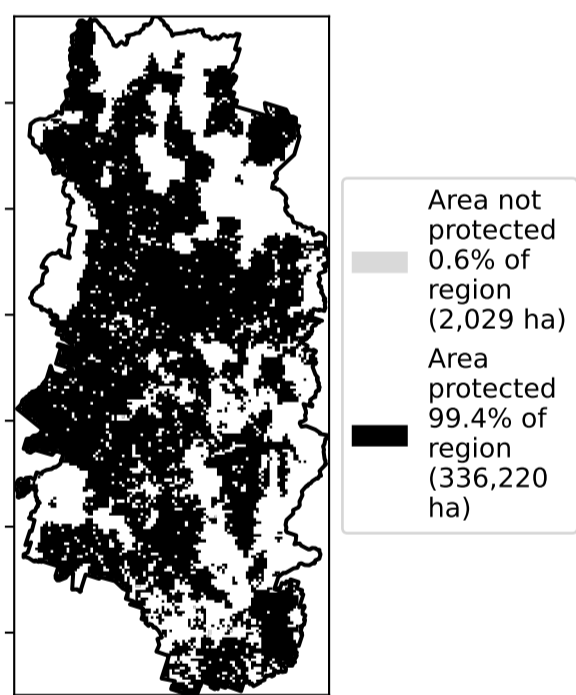 Area not
protected
0.6% of
region
(2,029 ha)
Area
protected
99.4% of
region
(336,220
ha)